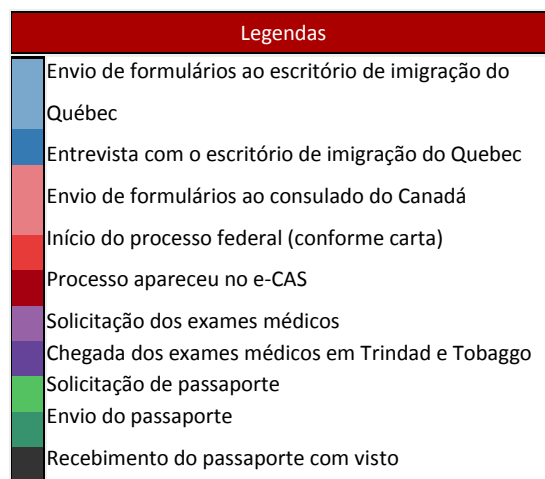 Legendas
Envio de formulários ao escritório de imigração do
Québec
Entrevista com o escritório de imigração do Quebec
Envio de formulários ao consulado do Canadá
Início do processo federal (conforme carta)
Processo apareceu no e-CAS
Solicitação dos exames médicos
Chegada dos exames médicos em Trindad e Tobaggo
Solicitação de passaporte
Envio do passaporte
Recebimento do passaporte com visto